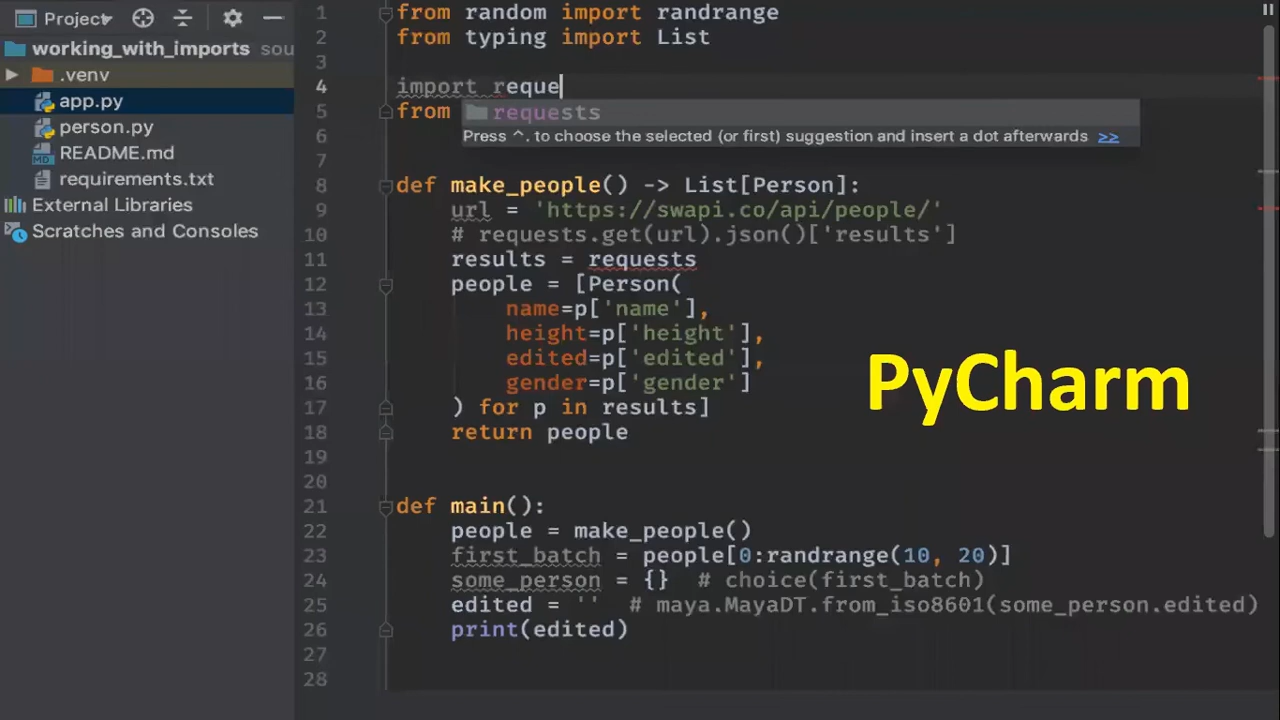 Project
working_with_imports sou
.venv
app.py
person.py
README.md
requirements.txt
External Libraries
Scratches and Consoles
1 from random import randrange
2 from typing import List
3
4 import reque
5 from
requests
Press ^. to choose the selected (or first) suggestion and insert a dot afterwards >>
6
7
8 def make_people() -> List[Person]:
9 url = 'https://swapi.co/api/people/'
10 # requests.get(url).json()['results']
11 results = requests
12 people = [Person(
13 name=p['name'],
14 height=p['height'],
15 edited=p['edited'],
16 gender=p['gender']
17 ) for p in results]
18 return people
19
20
21 def main():
22 people = make_people()
23 first_batch = people[0:randrange(10, 20)]
24 some_person = {} # choice(first_batch)
25 edited = '' # maya.MayaDT.from_iso8601(some_person.edited)
26 print(edited)
27
28
PyCharm